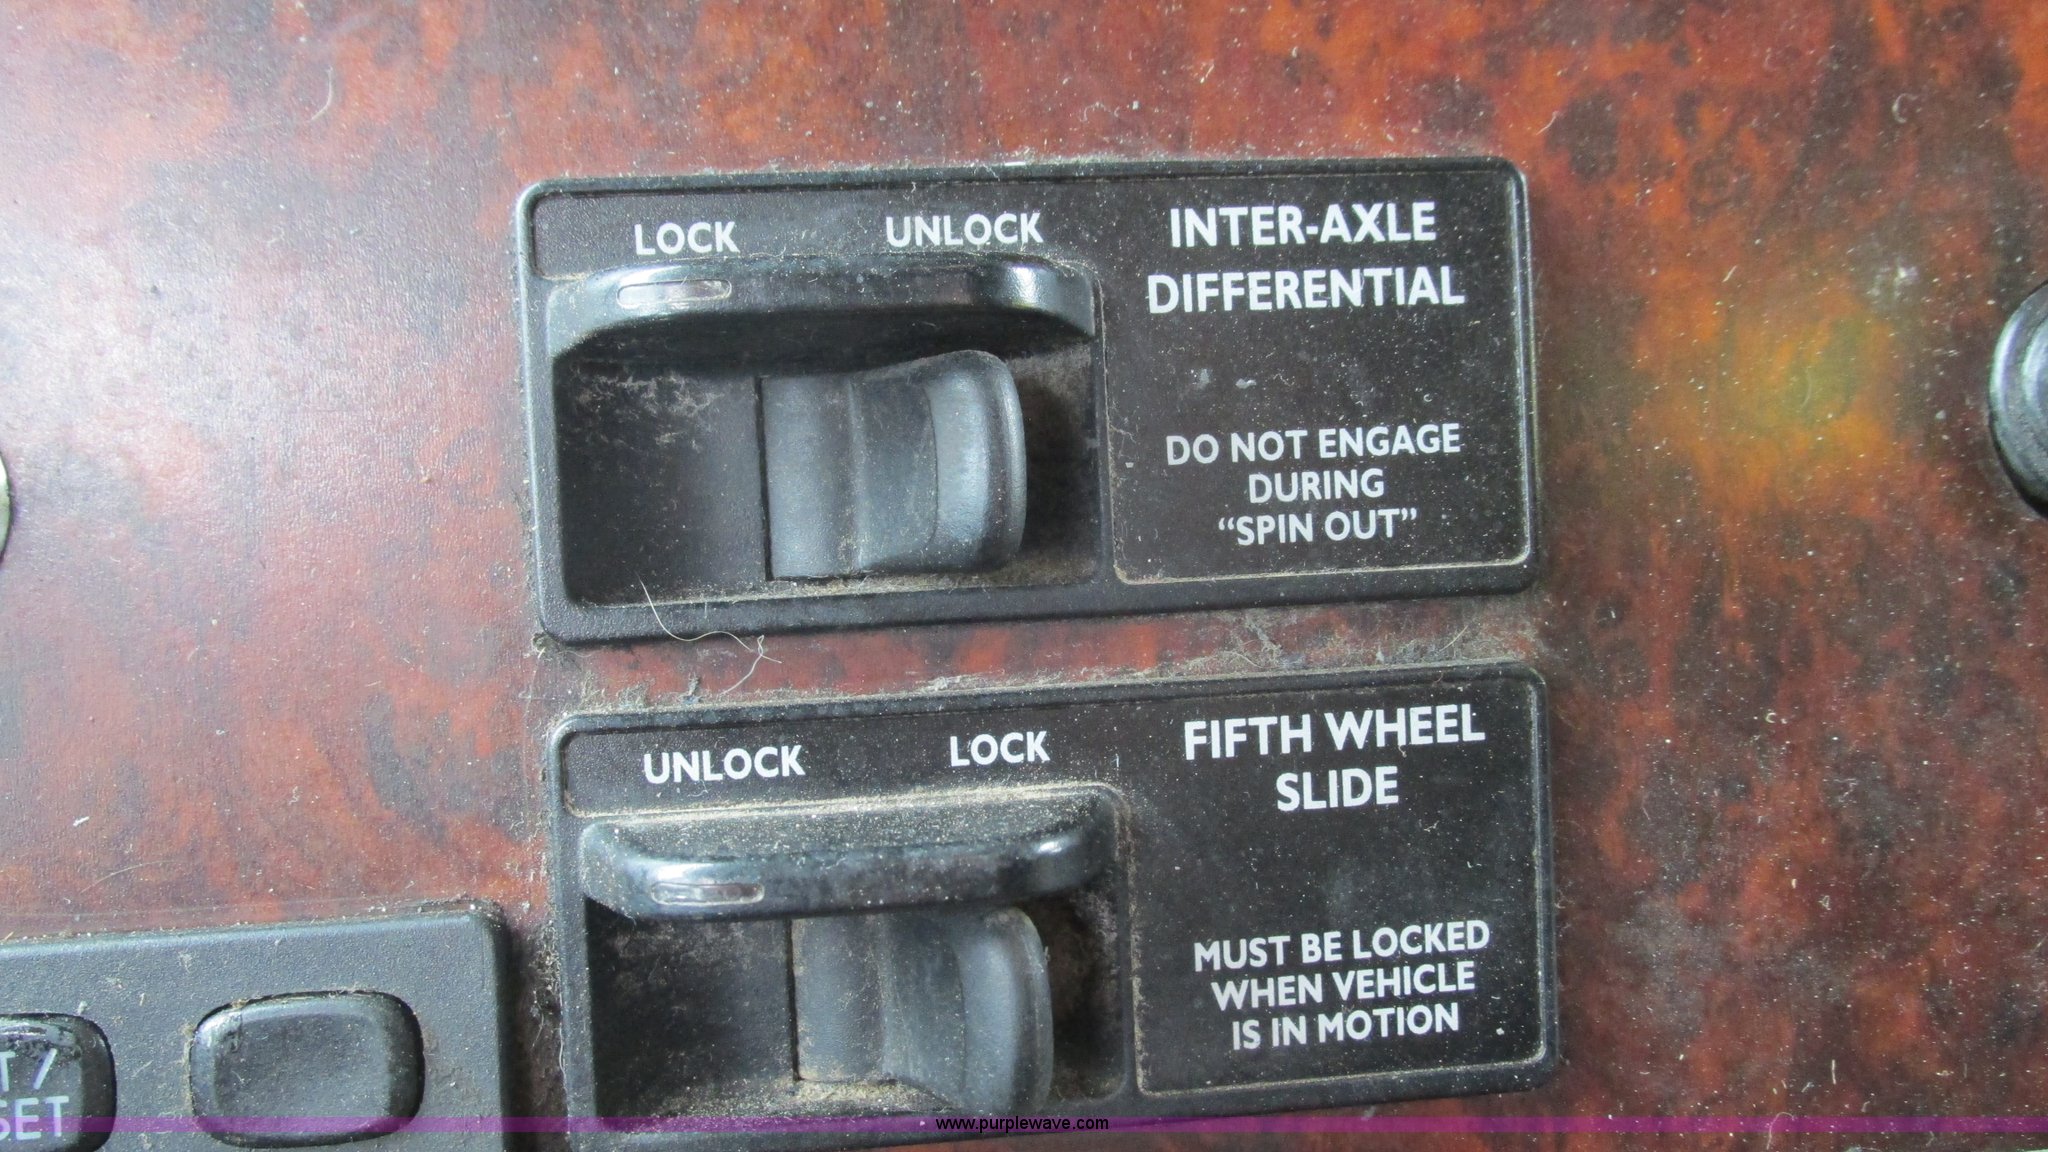 LOCK UNLOCK
INTER-AXLE
DIFFERENTIAL
DO NOT ENGAGE
DURING
“SPIN OUT”
UNLOCK LOCK
FIFTH WHEEL
SLIDE
MUST BE LOCKED
WHEN VEHICLE
IS IN MOTION
T /
SET
www.purplewave.com